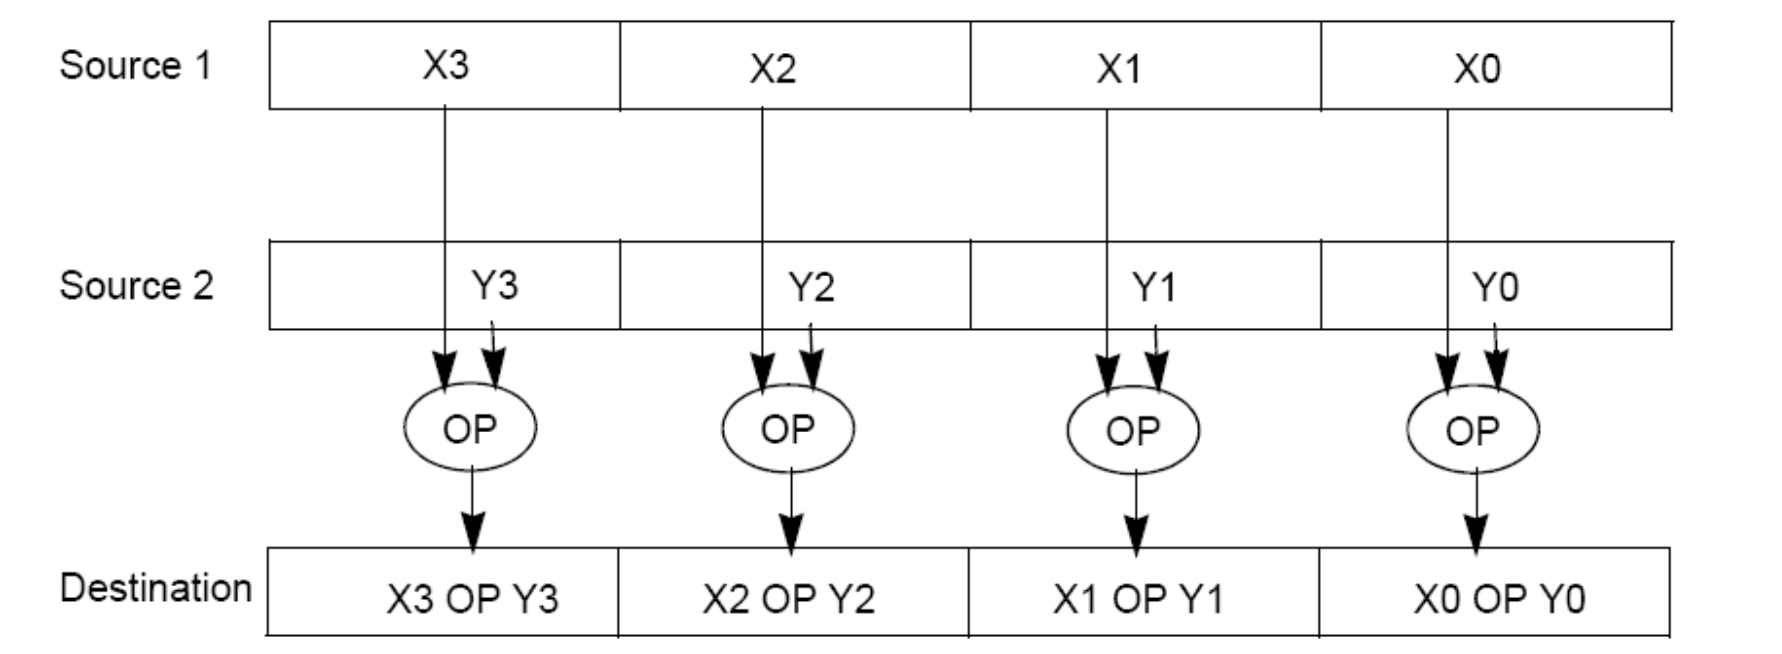 Source 1 X3 X2 X1 X0
Source 2 Y3 Y2 Y1 Y0
OP OP OP OP
Destination X3 OP Y3 X2 OP Y2 X1 OP Y1 X0 OP Y0